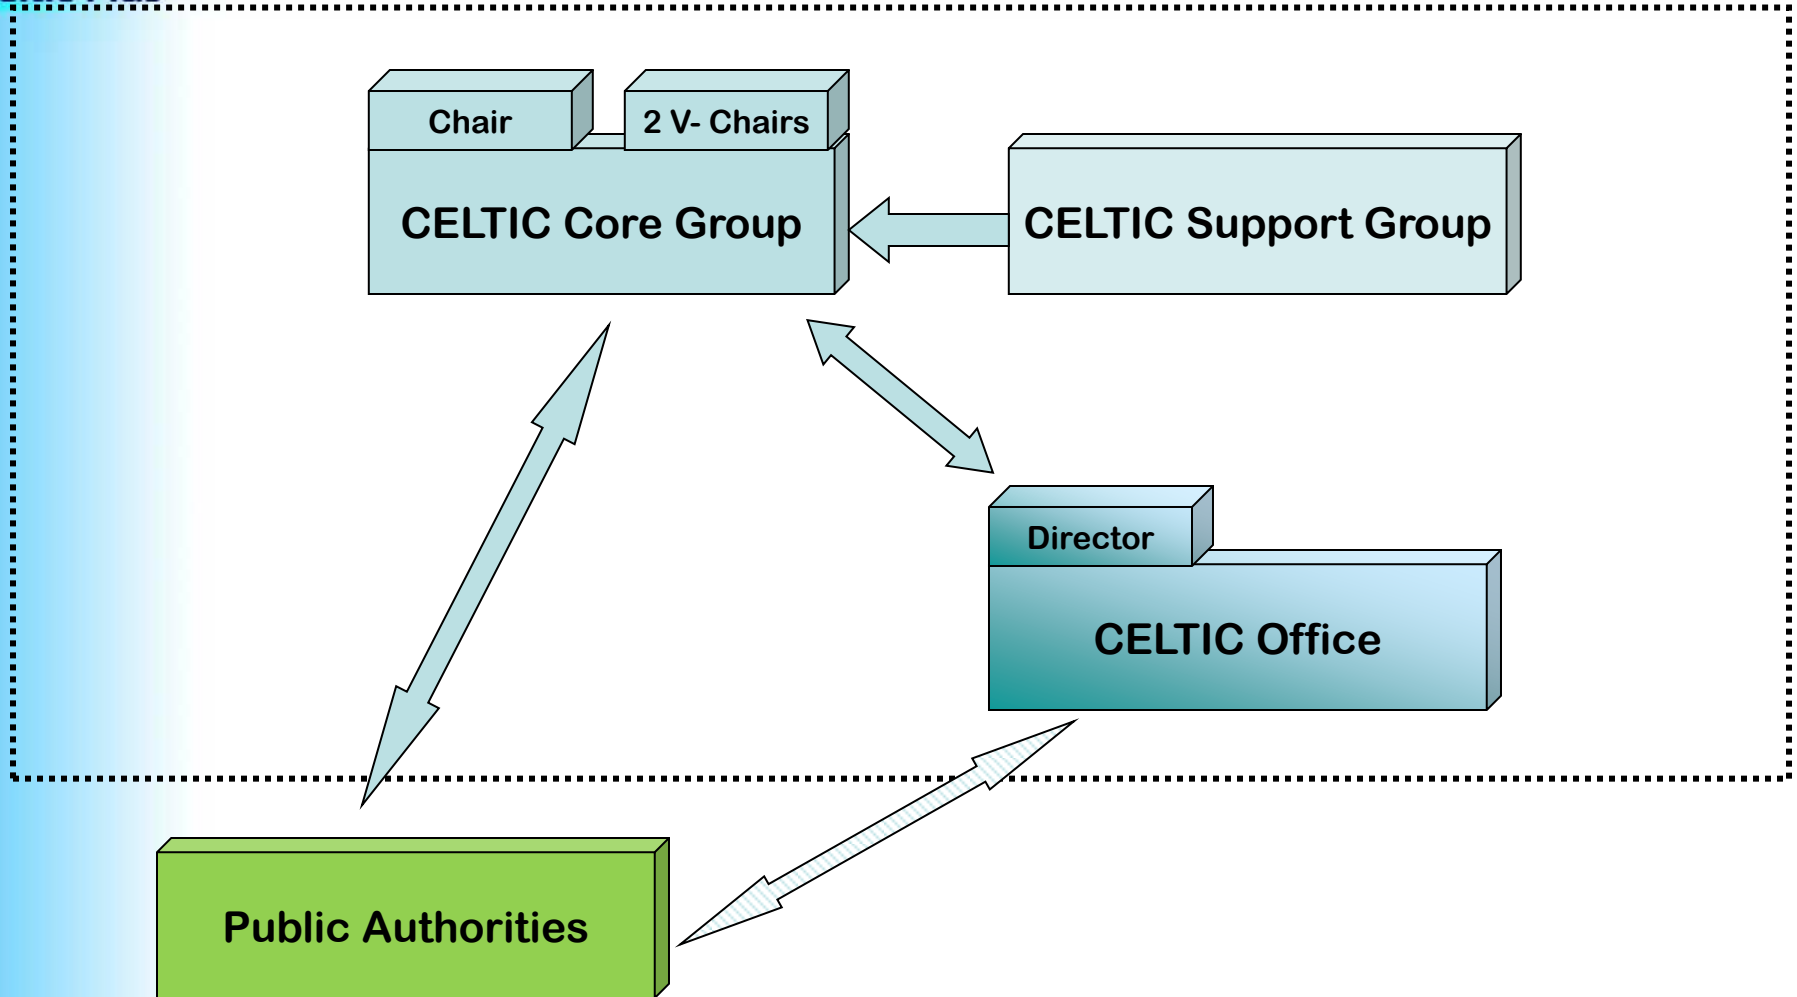 Chair
2 V- Chairs
CELTIC Core Group
CELTIC Support Group
Director
CELTIC Office
Public Authorities